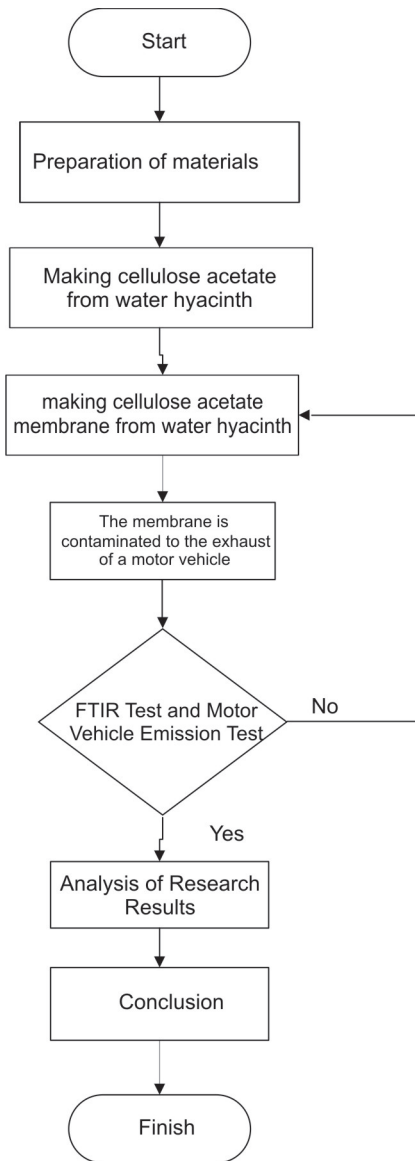 Start
Preparation of materials
Making cellulose acetate
from water hyacinth
making cellulose acetate
membrane from water hyacinth
The membrane is
contaminated to the exhaust
of a motor vehicle
FTIR Test and Motor
Vehicle Emission Test
No
Yes
Analysis of Research
Results
Conclusion
Finish